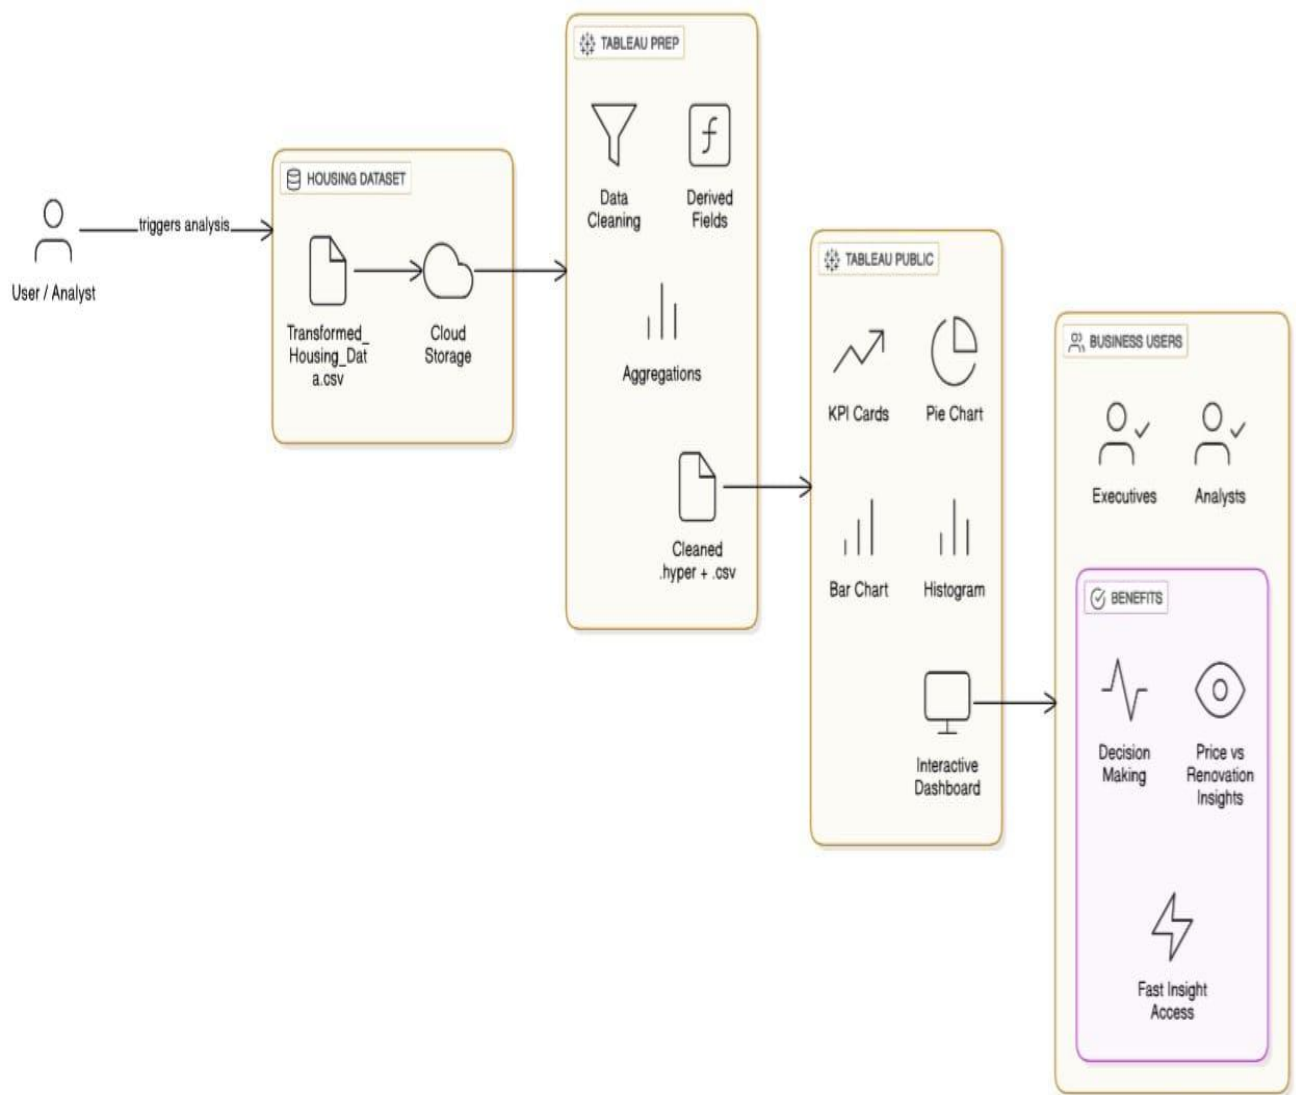 TABLEAU PREP
Data
Cleaning
Derived
Fields
HOUSING DATASET
triggers analysis
User / Analyst
Transformed_
Housing_Dat
a.csv
Cloud
Storage
Aggregations
Cleaned
.hyper + .csv
TABLEAU PUBLIC
KPI Cards
Pie Chart
Bar Chart
Histogram
Interactive
Dashboard
BUSINESS USERS
Executives
Analysts
BENEFITS
Decision
Making
Price vs
Renovation
Insights
Fast Insight
Access